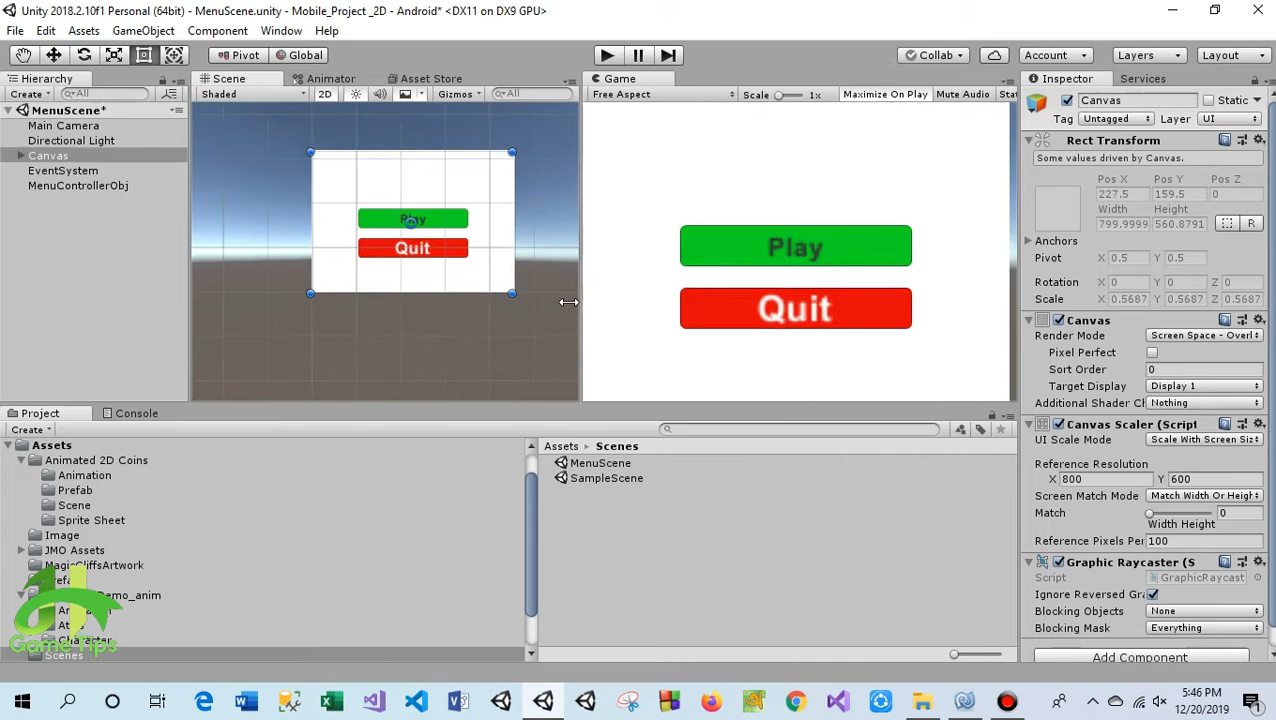 Unity 2018.2.10f1 Personal (64bit) - MenuScene.unity - Mobile_Project _2D - Android* <DX11 on DX9 GPU>
File Edit Assets GameObject Component Window Help
Pivot Global Collab Account Layers Layout
Hierarchy Scene Animator Asset Store Game Inspector Services
Create All Shaded 2D Gizmos All Free Aspect Scale 1x Maximize On Play Mute Audio Stat
MenuScene*
Main Camera
Directional Light
Canvas
EventSystem
MenuControllerObj
Play
Quit
Play
Quit
Canvas Static
Tag Untagged Layer UI
Rect Transform
Some values driven by Canvas.
Pos X Pos Y Pos Z
227.5 159.5 0
Width Height
799.9999 560.8791 R
Anchors
Pivot X 0.5 Y 0.5
Rotation X 0 Y 0 Z 0
Scale X 0.5687 Y 0.5687 Z 0.5687
Canvas
Render Mode Screen Space - Overl
Pixel Perfect
Sort Order 0
Target Display Display 1
Additional Shader Cl Nothing
Canvas Scaler (Script
UI Scale Mode Scale With Screen Siz
Reference Resolution
X 800 Y 600
Screen Match Mode Match Width Or Heigh
Match 0
Width Height
Reference Pixels Per 100
Graphic Raycaster (S
Script GraphicRaycast
Ignore Reversed Gra
Blocking Objects None
Blocking Mask Everything
Add Component
Project Console
Create
Assets
Animated 2D Coins
Animation
Prefab
Scene
Sprite Sheet
Image
JMO Assets
MagicCliffsArtwork
Scenes
Assets Scenes
MenuScene
SampleScene
Game Tips
5:46 PM
12/20/2019